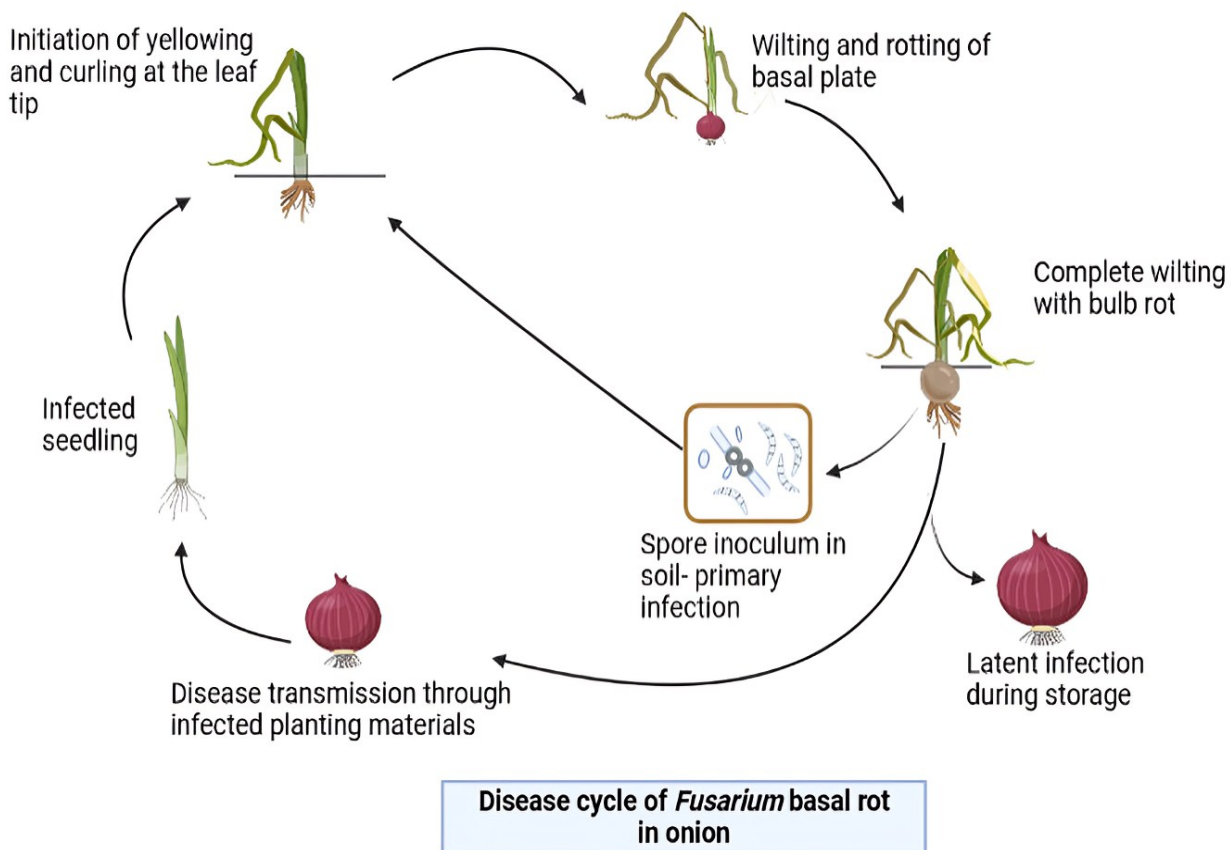 Initiation of yellowing
and curling at the leaf
tip
Wilting and rotting of
basal plate
Complete wilting
with bulb rot
Infected
seedling
Spore inoculum in
soil- primary
infection
Latent infection
during storage
Disease transmission through
infected planting materials
Disease cycle of Fusarium basal rot
in onion